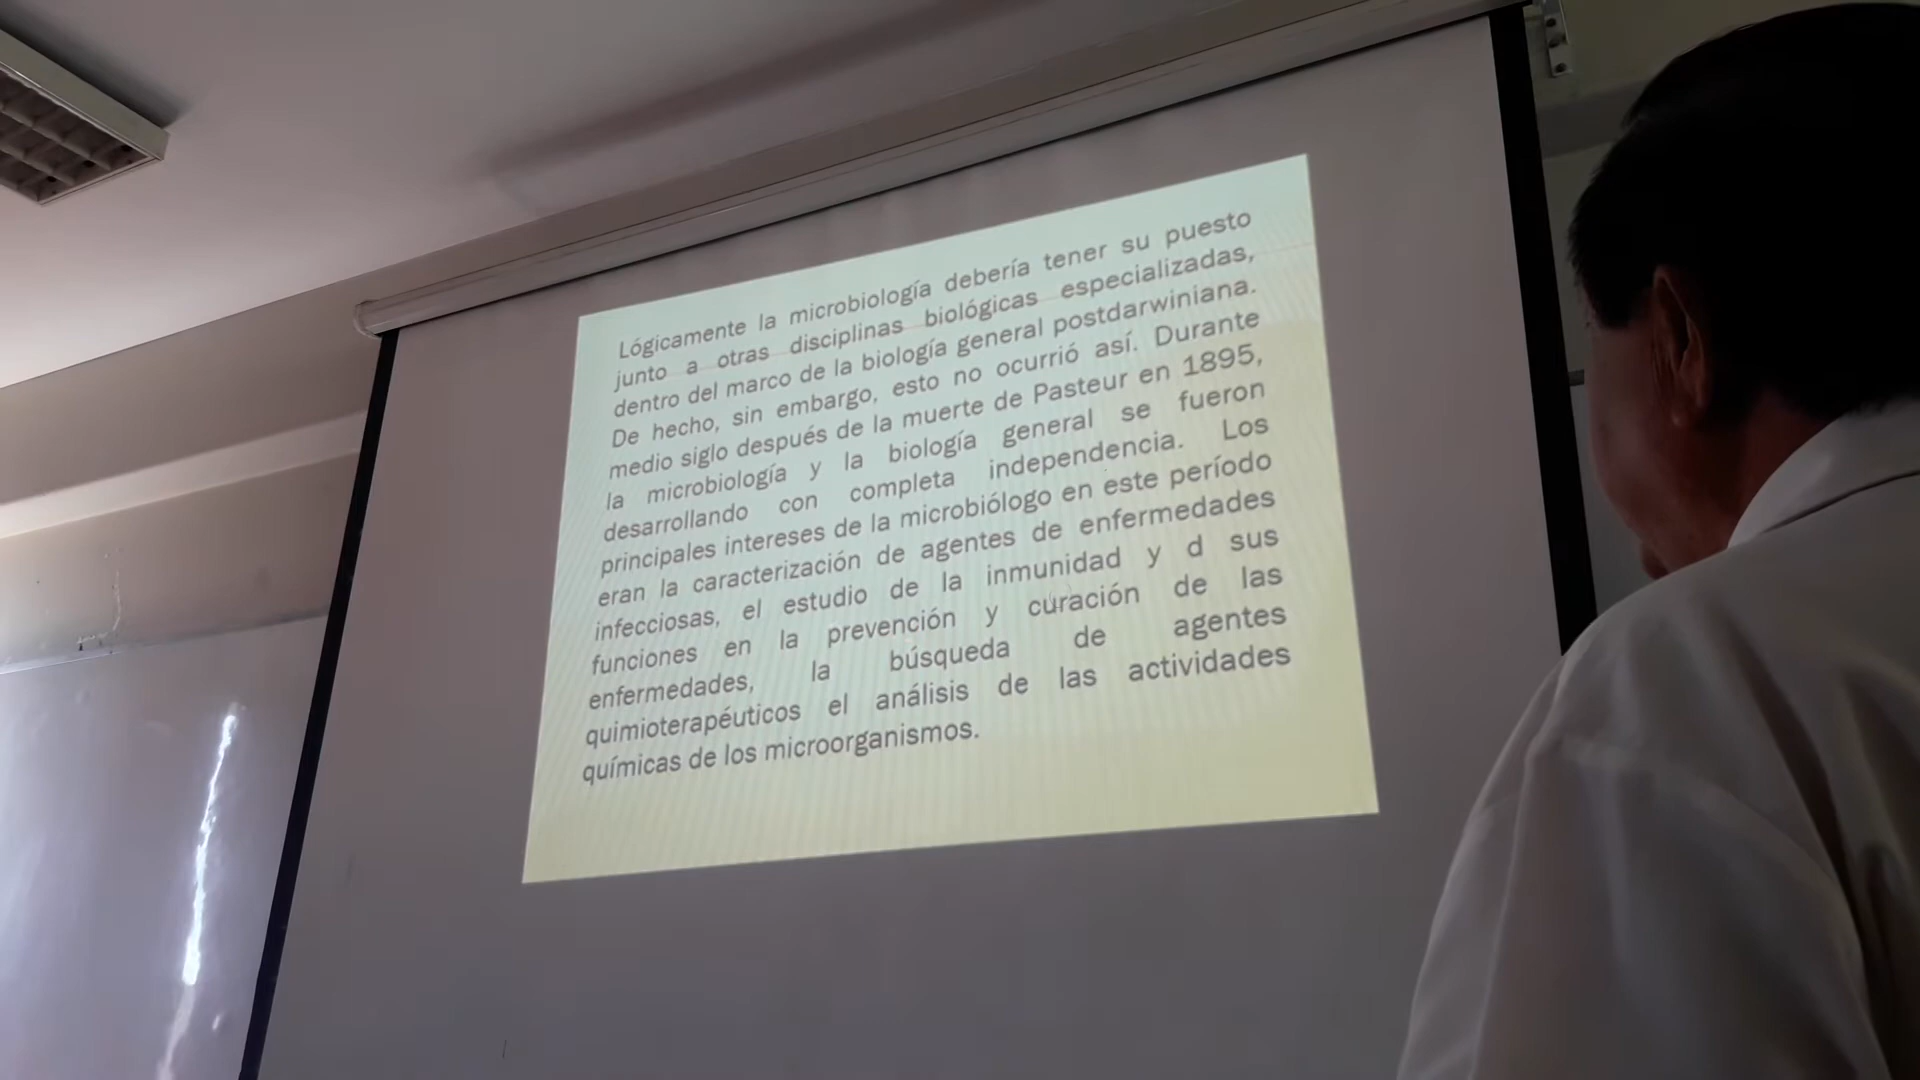 Lógicamente la microbiología debería tener su puesto
junto a otras disciplinas biológicas especializadas,
dentro del marco de la biología general postdarwiniana.
De hecho, sin embargo, esto no ocurrió así. Durante
medio siglo después de la muerte de Pasteur en 1895,
la microbiología y la biología general se fueron
desarrollando con completa independencia. Los
principales intereses de la microbiólogo en este período
eran la caracterización de agentes de enfermedades
infecciosas, el estudio de la inmunidad y d sus
funciones en la prevención y curación de las
enfermedades, la búsqueda de agentes
quimioterapéuticos el análisis de las actividades
químicas de los microorganismos.